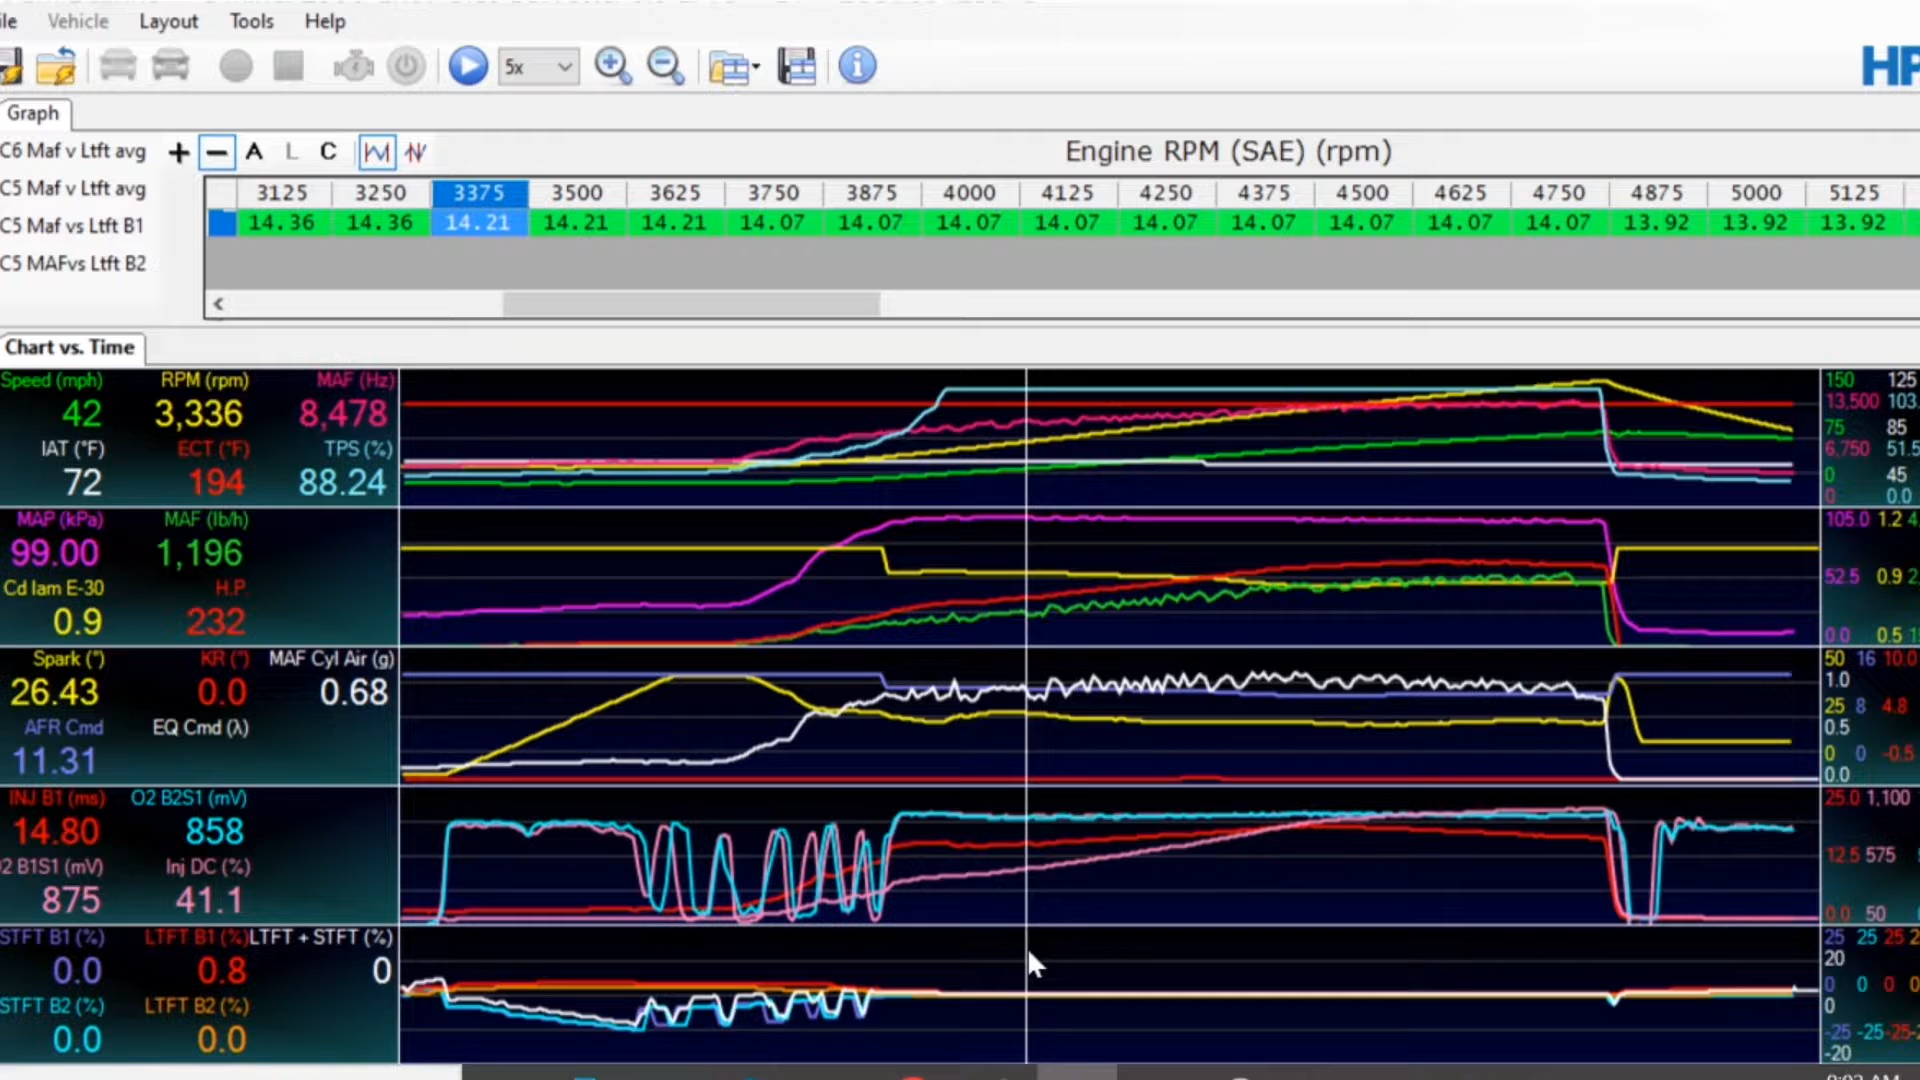 ile Vehicle Layout Tools Help
5x
HP
Graph
C6 Maf v Ltft avg + − A L C Engine RPM (SAE) (rpm)
C5 Maf v Ltft avg
C5 Maf vs Ltft B1
C5 MAFvs Ltft B2
3125 3250 3375 3500 3625 3750 3875 4000 4125 4250 4375 4500 4625 4750 4875 5000 5125
14.36 14.36 14.21 14.21 14.21 14.07 14.07 14.07 14.07 14.07 14.07 14.07 14.07 14.07 13.92 13.92 13.92
Chart vs. Time
Speed (mph) RPM (rpm) MAF (Hz)
42 3,336 8,478
IAT (°F) ECT (°F) TPS (%)
72 194 88.24
150 125
13,500 103.
75 85
6,750 51.5
0 45
0 0.0
MAP (kPa) MAF (lb/h)
99.00 1,196
Cd lam E-30 H.P
0.9 232
105.0 1.2 4.
52.5 0.9 2.
0.0 0.5
Spark (°) KR (°) MAF Cyl Air (g)
26.43 0.0 0.68
AFR Cmd EQ Cmd (λ)
11.31
50 16 10.0
1.0
25 8 4.8
0.5
0 0 -0.5
0.0
INJ B1 (ms) O2 B2S1 (mV)
14.80 858
2 B1S1 (mV) Inj DC (%)
875 41.1
25.0 1,100
12.5 575
0.0 50
STFT B1 (%) LTFT B1 (%) LTFT + STFT (%)
0.0 0.8 0
STFT B2 (%) LTFT B2 (%)
0.0 0.0
25 25 25 2
20
0 0 0 0
0
-25 -25 -25
-20